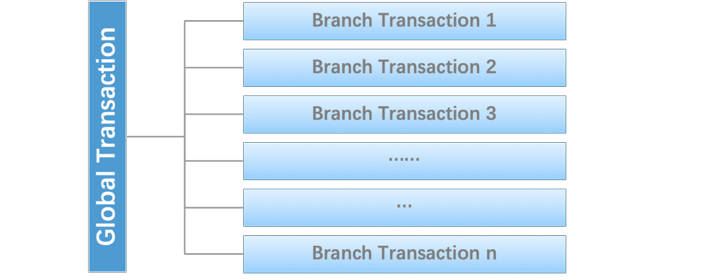 Global Transaction
Branch Transaction 1
Branch Transaction 2
Branch Transaction 3
······
···
Branch Transaction n